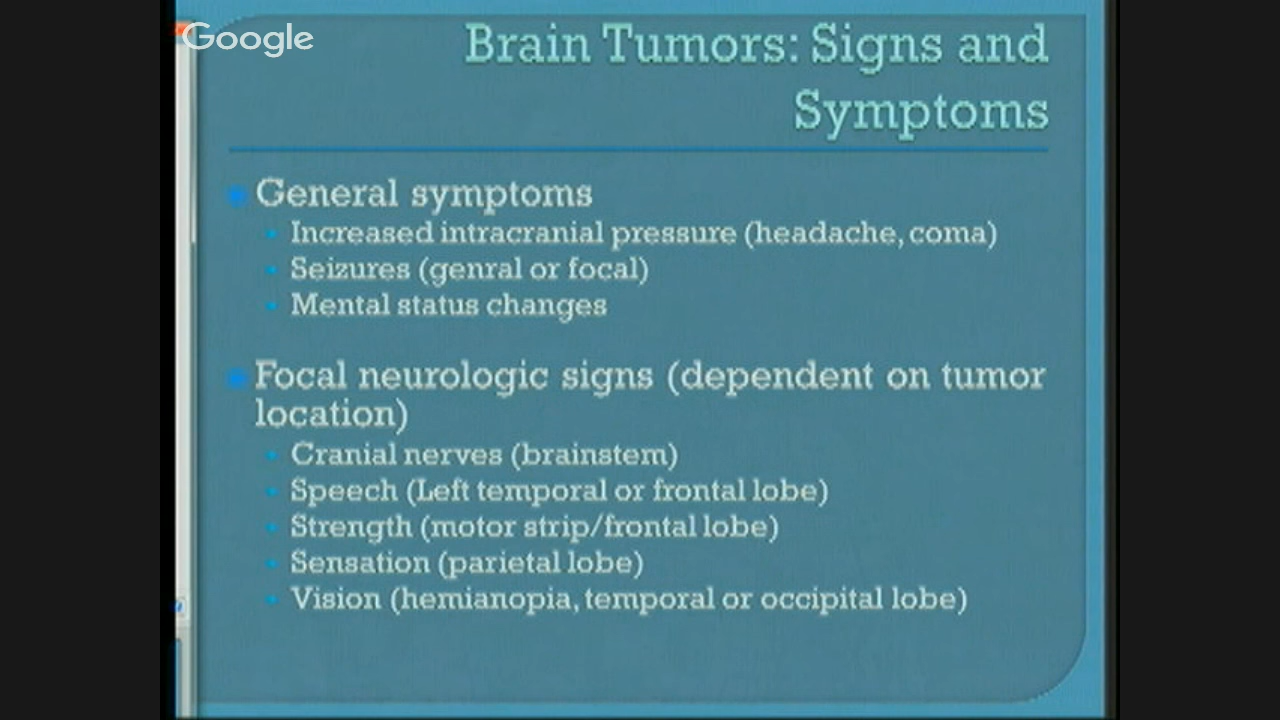 Google
Brain Tumors: Signs and
Symptoms
General symptoms
Increased intracranial pressure (headache, coma)
Seizures (genral or focal)
Mental status changes
Focal neurologic signs (dependent on tumor
location)
Cranial nerves (brainstem)
Speech (Left temporal or frontal lobe)
Strength (motor strip/frontal lobe)
Sensation (parietal lobe)
Vision (hemianopia, temporal or occipital lobe)